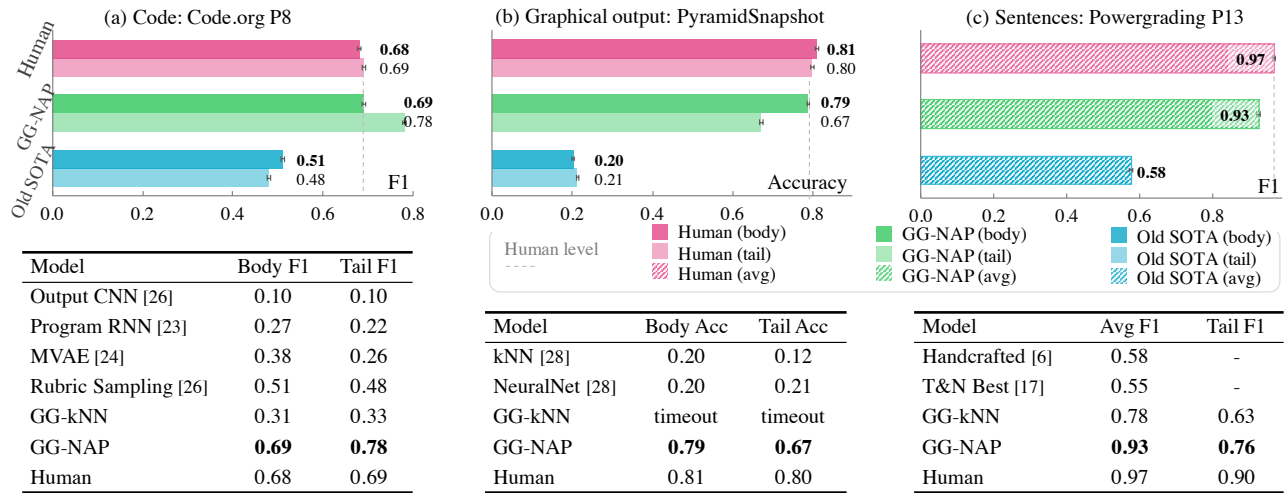 (a) Code: Code.org P8
Human
0.68
0.69
GG-NAP
0.69
0.78
Old SOTA
0.51
0.48
F1
0.0 0.2 0.4 0.6 0.8
(b) Graphical output: PyramidSnapshot
0.81
0.80
0.79
0.67
0.20
0.21
Accuracy
0.0 0.2 0.4 0.6 0.8
(c) Sentences: Powergrading P13
0.97
0.93
0.58
F1
0.0 0.2 0.4 0.6 0.8
Human level
Human (body)
Human (tail)
Human (avg)
GG-NAP (body)
GG-NAP (tail)
GG-NAP (avg)
Old SOTA (body)
Old SOTA (tail)
Old SOTA (avg)
Model Body F1 Tail F1
Output CNN [26] 0.10 0.10
Program RNN [23] 0.27 0.22
MVAE [24] 0.38 0.26
Rubric Sampling [26] 0.51 0.48
GG-kNN 0.31 0.33
GG-NAP 0.69 0.78
Human 0.68 0.69
Model Body Acc Tail Acc
kNN [28] 0.20 0.12
NeuralNet [28] 0.20 0.21
GG-kNN timeout timeout
GG-NAP 0.79 0.67
Human 0.81 0.80
Model Avg F1 Tail F1
Handcrafted [6] 0.58 -
T&N Best [17] 0.55 -
GG-kNN 0.78 0.63
GG-NAP 0.93 0.76
Human 0.97 0.90